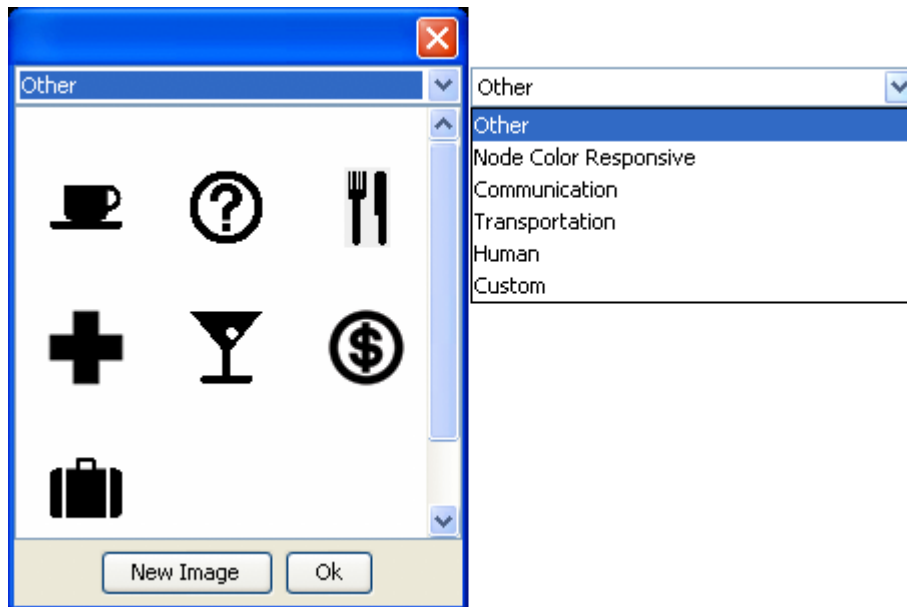 Other
Other
Other
Node Color Responsive
Communication
Transportation
Human
Custom
?
$
New Image
Ok